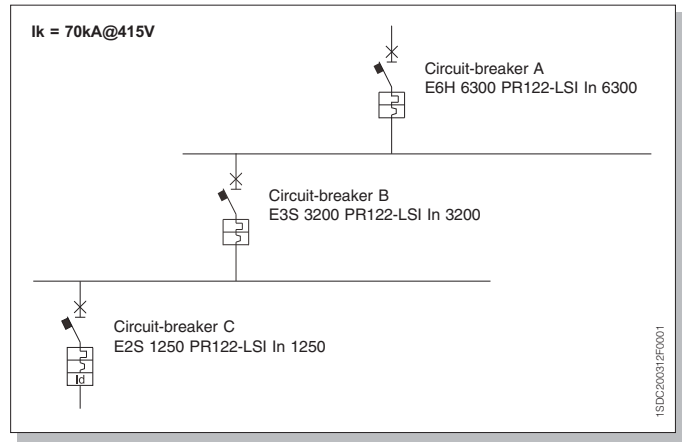 Ik = 70kA@415V
Circuit-breaker A
E6H 6300 PR122-LSI In 6300
Circuit-breaker B
E3S 3200 PR122-LSI In 3200
Circuit-breaker C
E2S 1250 PR122-LSI In 1250
Id
1SDC200312F0001